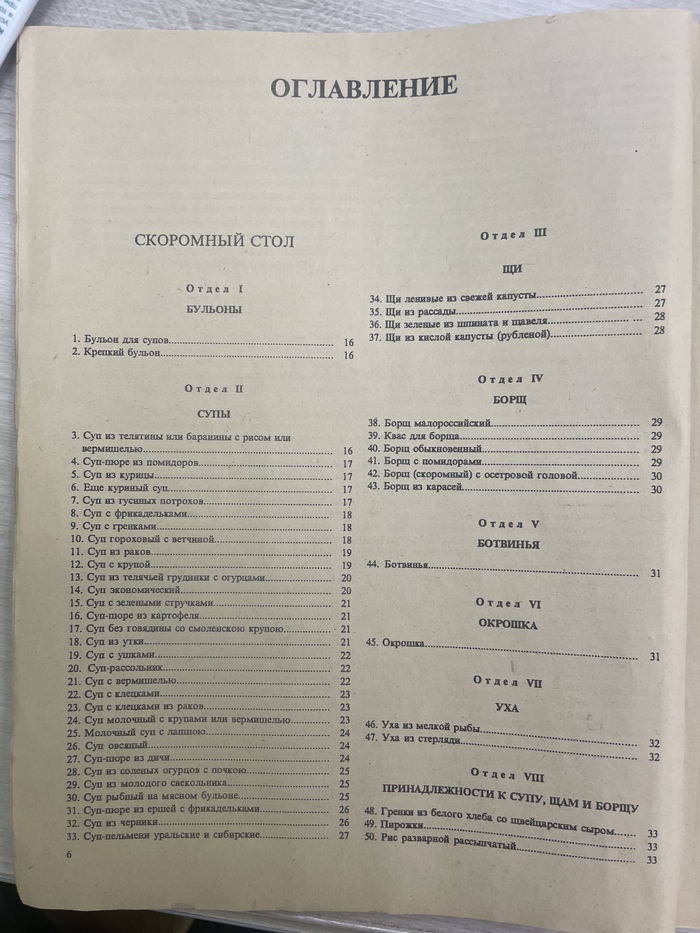 ОГЛАВЛЕНИЕ
СКОРОМНЫЙ СТОЛ
Отдел I
БУЛЬОНЫ
1. Бульон для супов 16
2. Крепкий бульон 16
Отдел II
СУПЫ
3. Суп из телятины или баранины с рисом или
вермишелью 16
4. Суп-пюре из помидоров 17
5. Суп из курицы 17
6. Еще куриный суп 17
7. Суп из гусиных потрохов 17
8. Суп с фрикадельками 18
9. Суп с гренками 18
10. Суп гороховый с ветчиной 18
11. Суп из раков 19
12. Суп с крупой 19
13. Суп из телячьей грудинки с огурцами 20
14. Суп экономический 20
15. Суп с зелеными стручками 21
16. Суп-пюре из картофеля 21
17. Суп без говядины со смоленскою крупою 21
18. Суп из утки 21
19. Суп с ушками 22
20. Суп-рассольник 22
21. Суп с вермишелью 22
22. Суп с клецками 23
23. Суп с клецками из раков 23
24. Суп молочный с крупами или вермишелью 23
25. Молочный суп с лапшою 24
26. Суп овсяный 24
27. Суп-пюре из дичи 24
28. Суп из соленых огурцов с почкою 25
29. Суп из молодого свекольника 25
30. Суп рыбный на мясном бульоне 25
31. Суп-пюре из ершей с фрикадельками 26
32. Суп из черники 26
33. Суп-пельмени уральские и сибирские 27
6
Отдел III
ЩИ
34. Щи ленивые из свежей капусты 27
35. Щи из рассады 27
36. Щи зеленые из шпината и щавеля 28
37. Щи из кислой капусты (рубленой) 28
Отдел IV
БОРЩ
38. Борщ малороссийский 29
39. Квас для борща 29
40. Борщ обыкновенный 29
41. Борщ с помидорами 29
42. Борщ (скоромный) с осетровой головой 30
43. Борщ из карасей 30
Отдел V
БОТВИНЬЯ
44. Ботвинья 31
Отдел VI
ОКРОШКА
45. Окрошка 31
Отдел VII
УХА
46. Уха из мелкой рыбы 32
47. Уха из стерляди 32
Отдел VIII
ПРИНАДЛЕЖНОСТИ К СУПУ, ЩАМ И БОРЩУ
48. Гренки из белого хлеба со швейцарским сыром 33
49. Пирожки 33
50. Рис разварной рассыпчатый 33